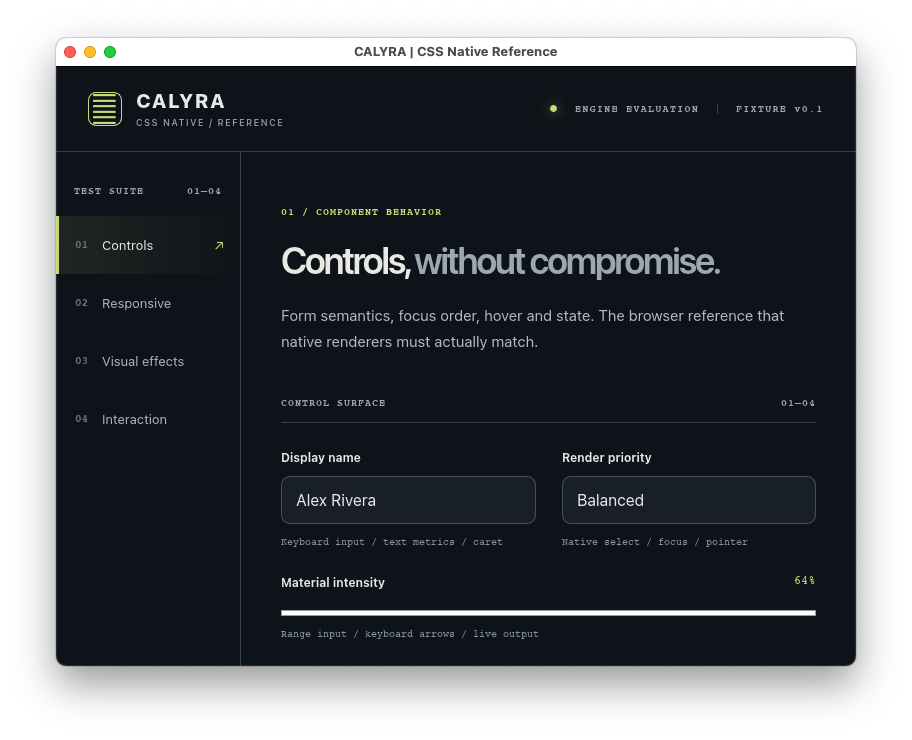 CALYRA | CSS Native Reference
CALYRA
CSS NATIVE / REFERENCE
ENGINE EVALUATION
FIXTURE v0.1
TEST SUITE 01—04
01 Controls ↗
02 Responsive
03 Visual effects
04 Interaction
01 / COMPONENT BEHAVIOR
Controls, without compromise.
Form semantics, focus order, hover and state. The browser reference that
native renderers must actually match.
CONTROL SURFACE 01—04
Display name
Alex Rivera
Keyboard input / text metrics / caret
Render priority
Balanced
Native select / focus / pointer
Material intensity 64%
Range input / keyboard arrows / live output